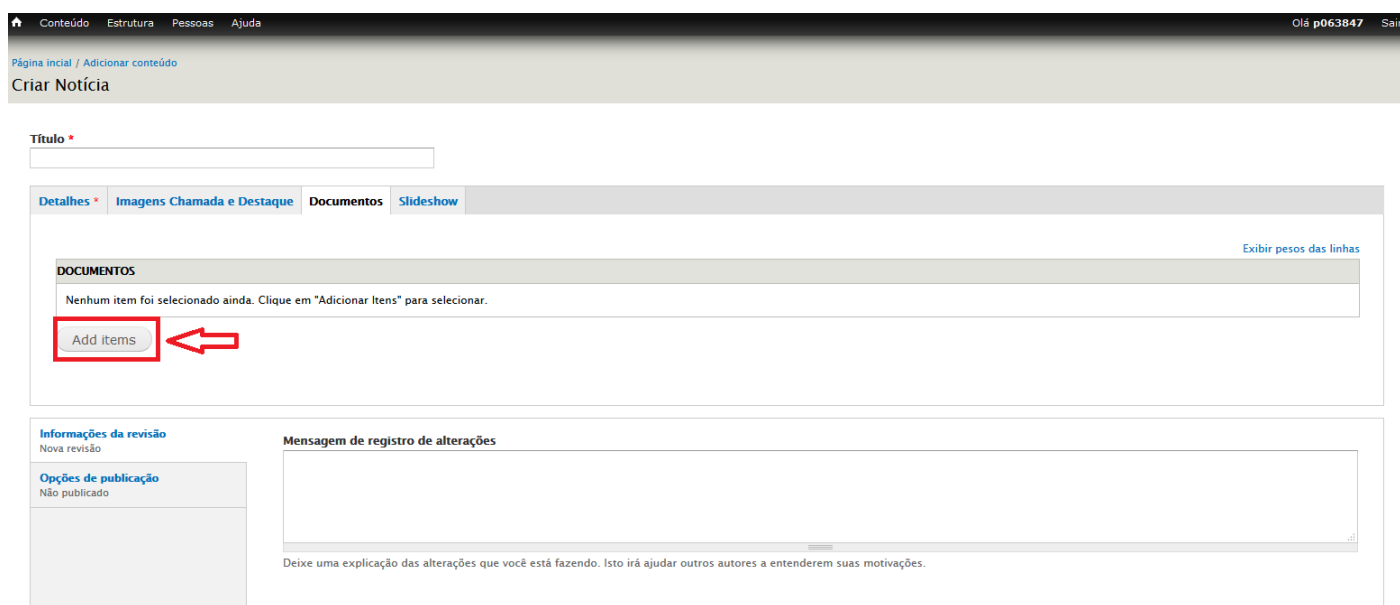 Conteúdo Estrutura Pessoas Ajuda Olá p063847 Sair
Página incial / Adicionar conteúdo
Criar Notícia
Título *
Detalhes * Imagens Chamada e Destaque Documentos Slideshow
Exibir pesos das linhas
DOCUMENTOS
Nenhum item foi selecionado ainda. Clique em "Adicionar Itens" para selecionar.
Add items
Informações da revisão
Nova revisão
Opções de publicação
Não publicado
Mensagem de registro de alterações
Deixe uma explicação das alterações que você está fazendo. Isto irá ajudar outros autores a entenderem suas motivações.